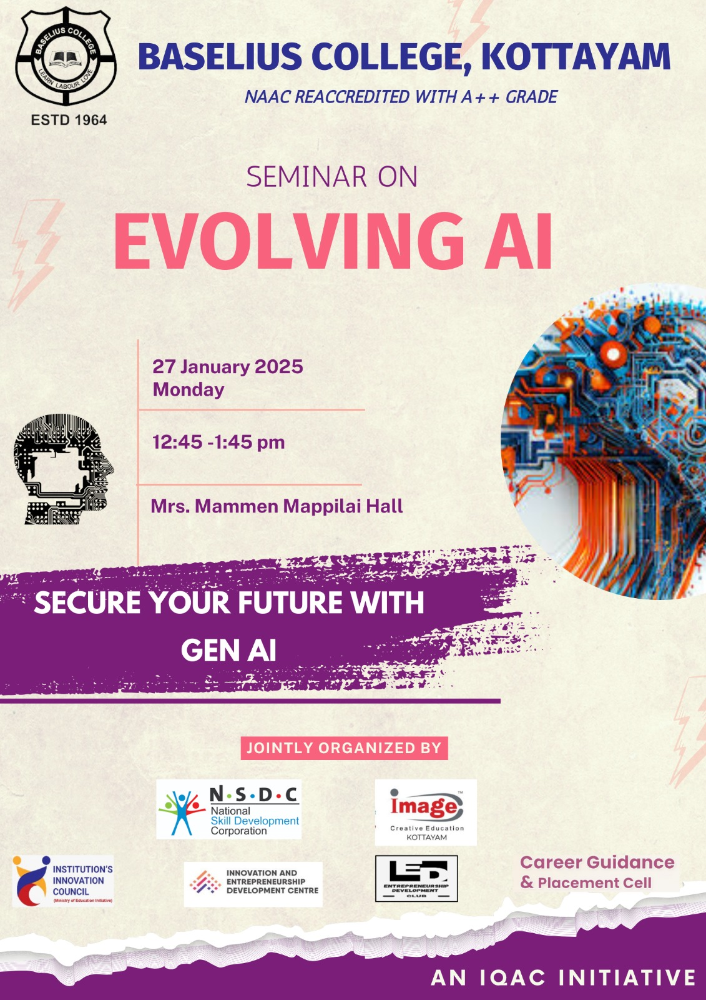 BASELIUS COLLEGE
LEARN LABOUR LOVE
ESTD 1964
BASELIUS COLLEGE, KOTTAYAM
NAAC REACCREDITED WITH A++ GRADE
SEMINAR ON
EVOLVING AI
27 January 2025
Monday
12:45 -1:45 pm
Mrs. Mammen Mappilai Hall
SECURE YOUR FUTURE WITH
GEN AI
JOINTLY ORGANIZED BY
N·S·D·C
National
Skill Development
Corporation
image™
Creative Education
KOTTAYAM
INSTITUTION'S
INNOVATION
COUNCIL
(Ministry of Education Initiative)
INNOVATION AND
ENTREPRENEURSHIP
DEVELOPMENT CENTRE
LED
ENTREPRENEURSHIP
DEVELOPMENT
CLUB
Career Guidance
& Placement Cell
AN IQAC INITIATIVE